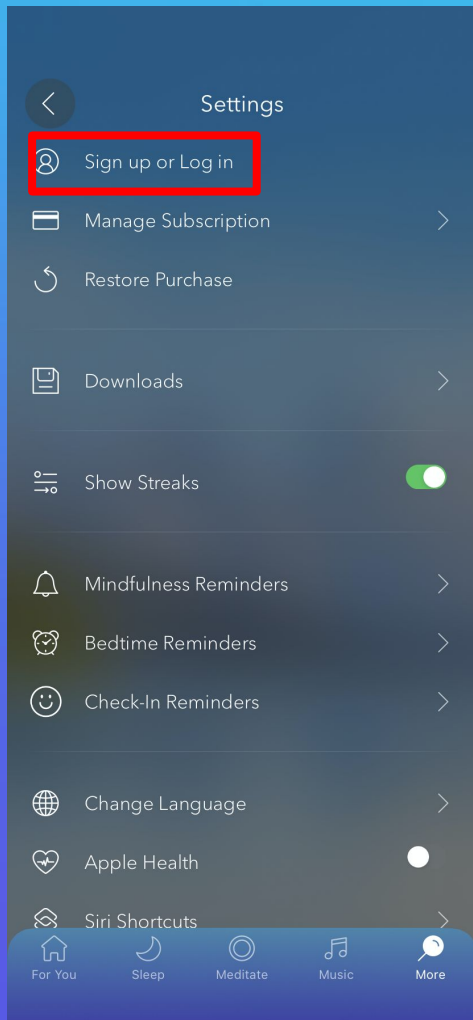 Settings
Sign up or Log in
Manage Subscription
Restore Purchase
Downloads
Show Streaks
Mindfulness Reminders
Bedtime Reminders
Check-In Reminders
Change Language
Apple Health
Siri Shortcuts
For You Sleep Meditate Music More